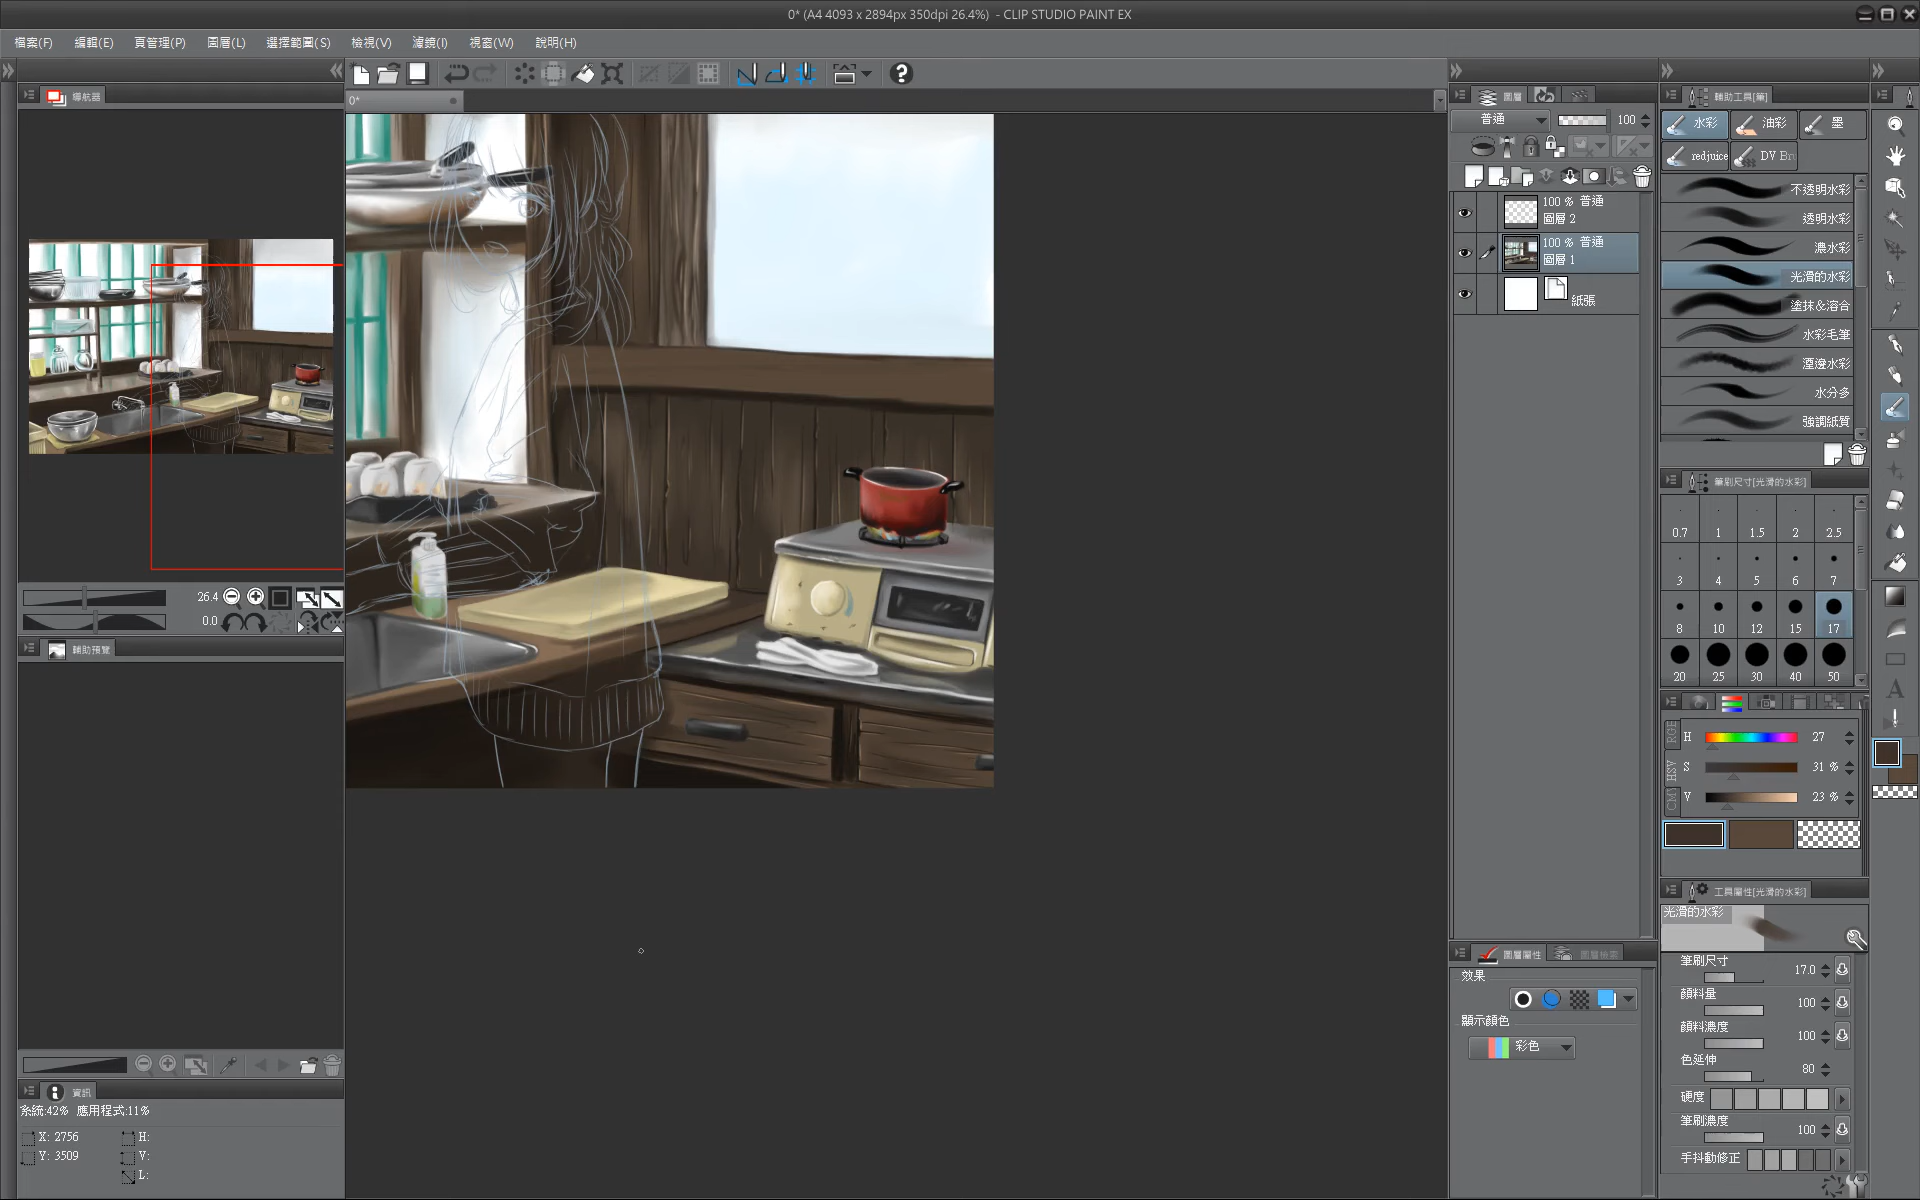 0* (A4 4093 x 2894px 350dpi 26.4%) - CLIP STUDIO PAINT EX
檔案(F) 編輯(E) 頁管理(P) 圖層(L) 選擇範圍(S) 檢視(V) 濾鏡(I) 視窗(W) 說明(H)
導航器
0*
26.4
0.0
輔助預覽
資訊
系統:42% 應用程式:11%
X: 2756 H:
Y: 3509 V:
L:
圖層
普通 100
100 % 普通
圖層 2
100 % 普通
圖層 1
紙張
圖層屬性 圖層檢索
效果
顯示顏色
彩色
輔助工具[筆]
水彩 油彩 墨
redjuice DV Br
不透明水彩
透明水彩
濃水彩
光滑的水彩
塗抹&溶合
水彩毛筆
溼邊水彩
水分多
強調紙質
筆刷尺寸[光滑的水彩]
0.7 1 1.5 2 2.5
3 4 5 6 7
8 10 12 15 17
20 25 30 40 50
RGB
HSV
CM
H 27
S 31 %
V 23 %
工具屬性[光滑的水彩]
光滑的水彩
筆刷尺寸 17.0
顏料量 100
顏料濃度 100
色延伸 80
硬度
筆刷濃度 100
手抖動修正